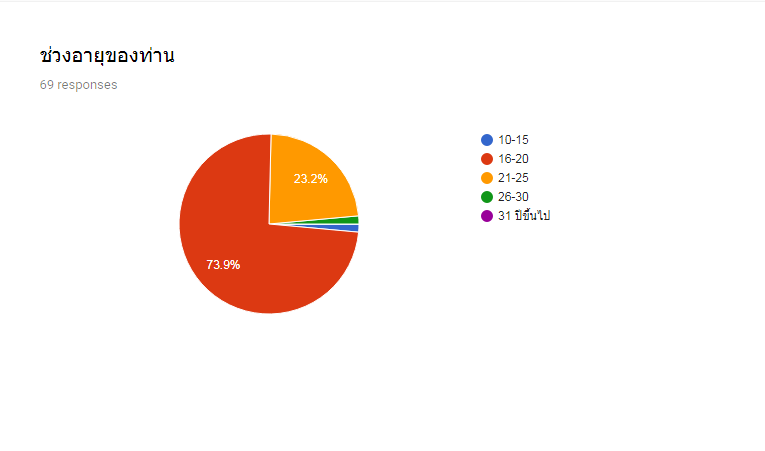 ช่วงอายุของท่าน
69 responses
10-15
16-20
21-25
26-30
31 ปีขึ้นไป
23.2%
73.9%